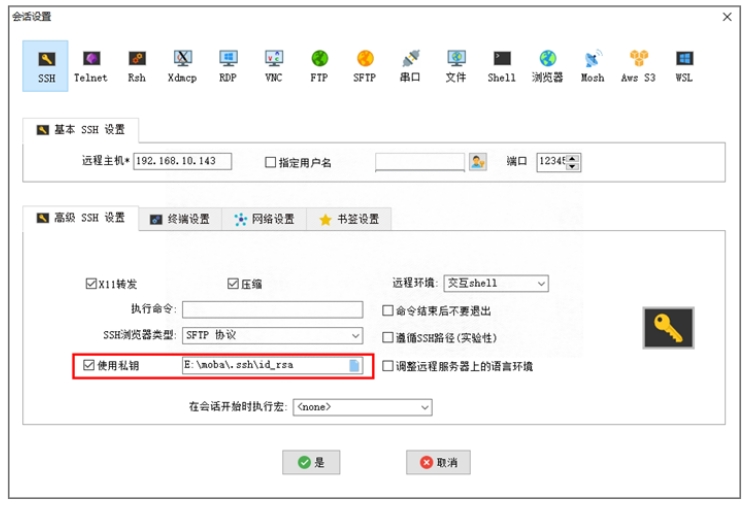 会话设置
SSH Telnet Rsh Xdmcp RDP VNC FTP SFTP 串口 文件 Shell 浏览器 Mosh Aws S3 WSL
基本 SSH 设置
远程主机* 192.168.10.143 指定用户名 端口 12345
高级 SSH 设置 终端设置 网络设置 书签设置
X11转发 压缩 远程环境: 交互shell
执行命令: 命令结束后不要退出
SSH浏览器类型: SFTP 协议 遵循SSH路径(实验性)
使用私钥 E:\moba\.ssh\id_rsa 调整远程服务器上的语言环境
在会话开始时执行宏: <none>
是 取消